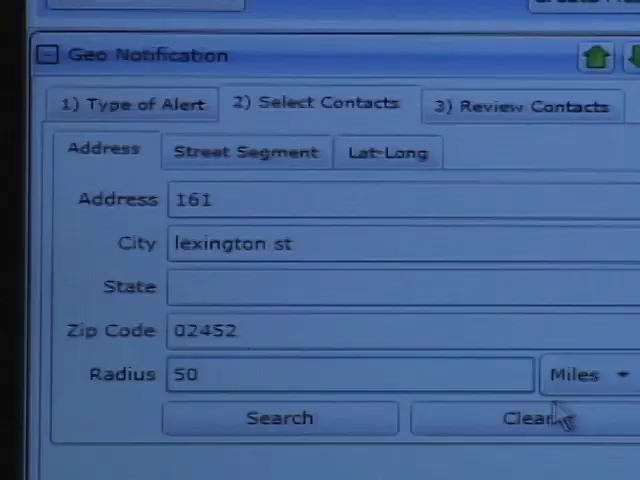 Geo Notification
1) Type of Alert 2) Select Contacts 3) Review Contacts
Address Street Segment Lat-Long
Address 161
City lexington st
State
Zip Code 02452
Radius 50 Miles
Search Clear